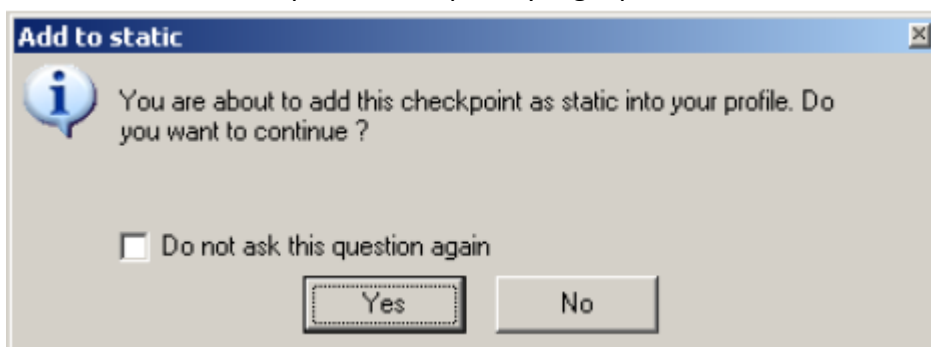 Add to static
You are about to add this checkpoint as static into your profile. Do
you want to continue ?
Do not ask this question again
Yes
No